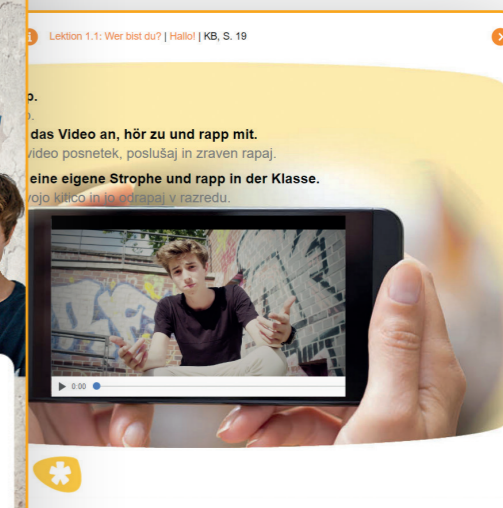 Lektion 1.1: Wer bist du? | Hallo! | KB, S. 19
p.
das Video an, hör zu und rapp mit.
video posnetek, poslušaj in zraven rapaj.
eine eigene Strophe und rapp in der Klasse.
vojo kitico in jo odrapaj v razredu.
0:00